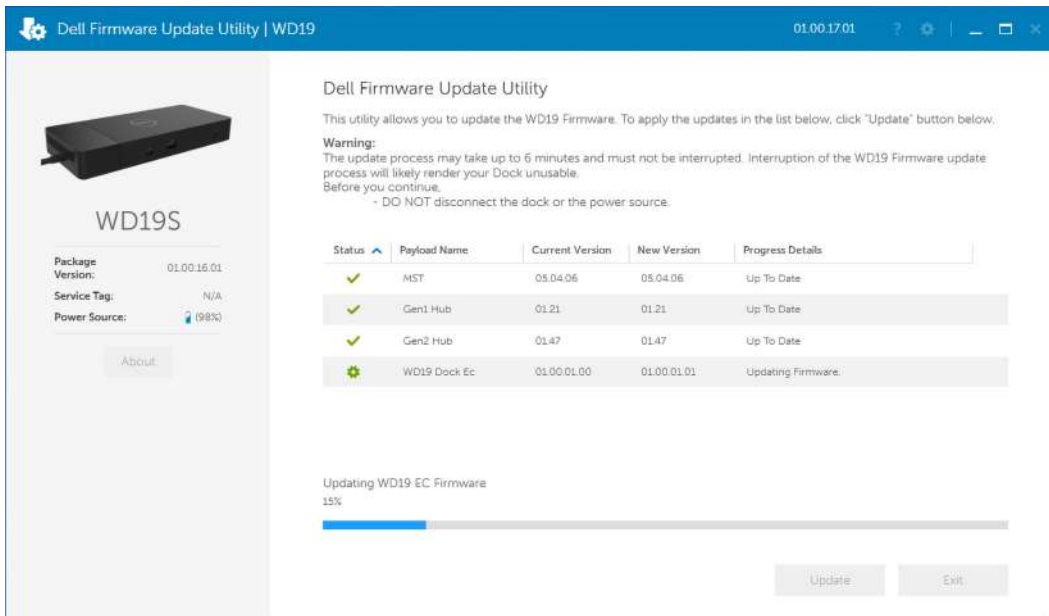 Dell Firmware Update Utility | WD19
01.00.17.01
?
WD19S
Package Version: 01.00.16.01
Service Tag: N/A
Power Source: (98%)
About
Dell Firmware Update Utility
This utility allows you to update the WD19 Firmware. To apply the updates in the list below, click "Update" button below.
Warning:
The update process may take up to 6 minutes and must not be interrupted. Interruption of the WD19 Firmware update
process will likely render your Dock unusable.
Before you continue,
- DO NOT disconnect the dock or the power source.
Status Payload Name Current Version New Version Progress Details
MST 05.04.06 05.04.06 Up To Date
Gen1 Hub 01.21 01.21 Up To Date
Gen2 Hub 01.47 01.47 Up To Date
WD19 Dock Ec 01.00.01.00 01.00.01.01 Updating Firmware.
Updating WD19 EC Firmware
15%
Update Exit